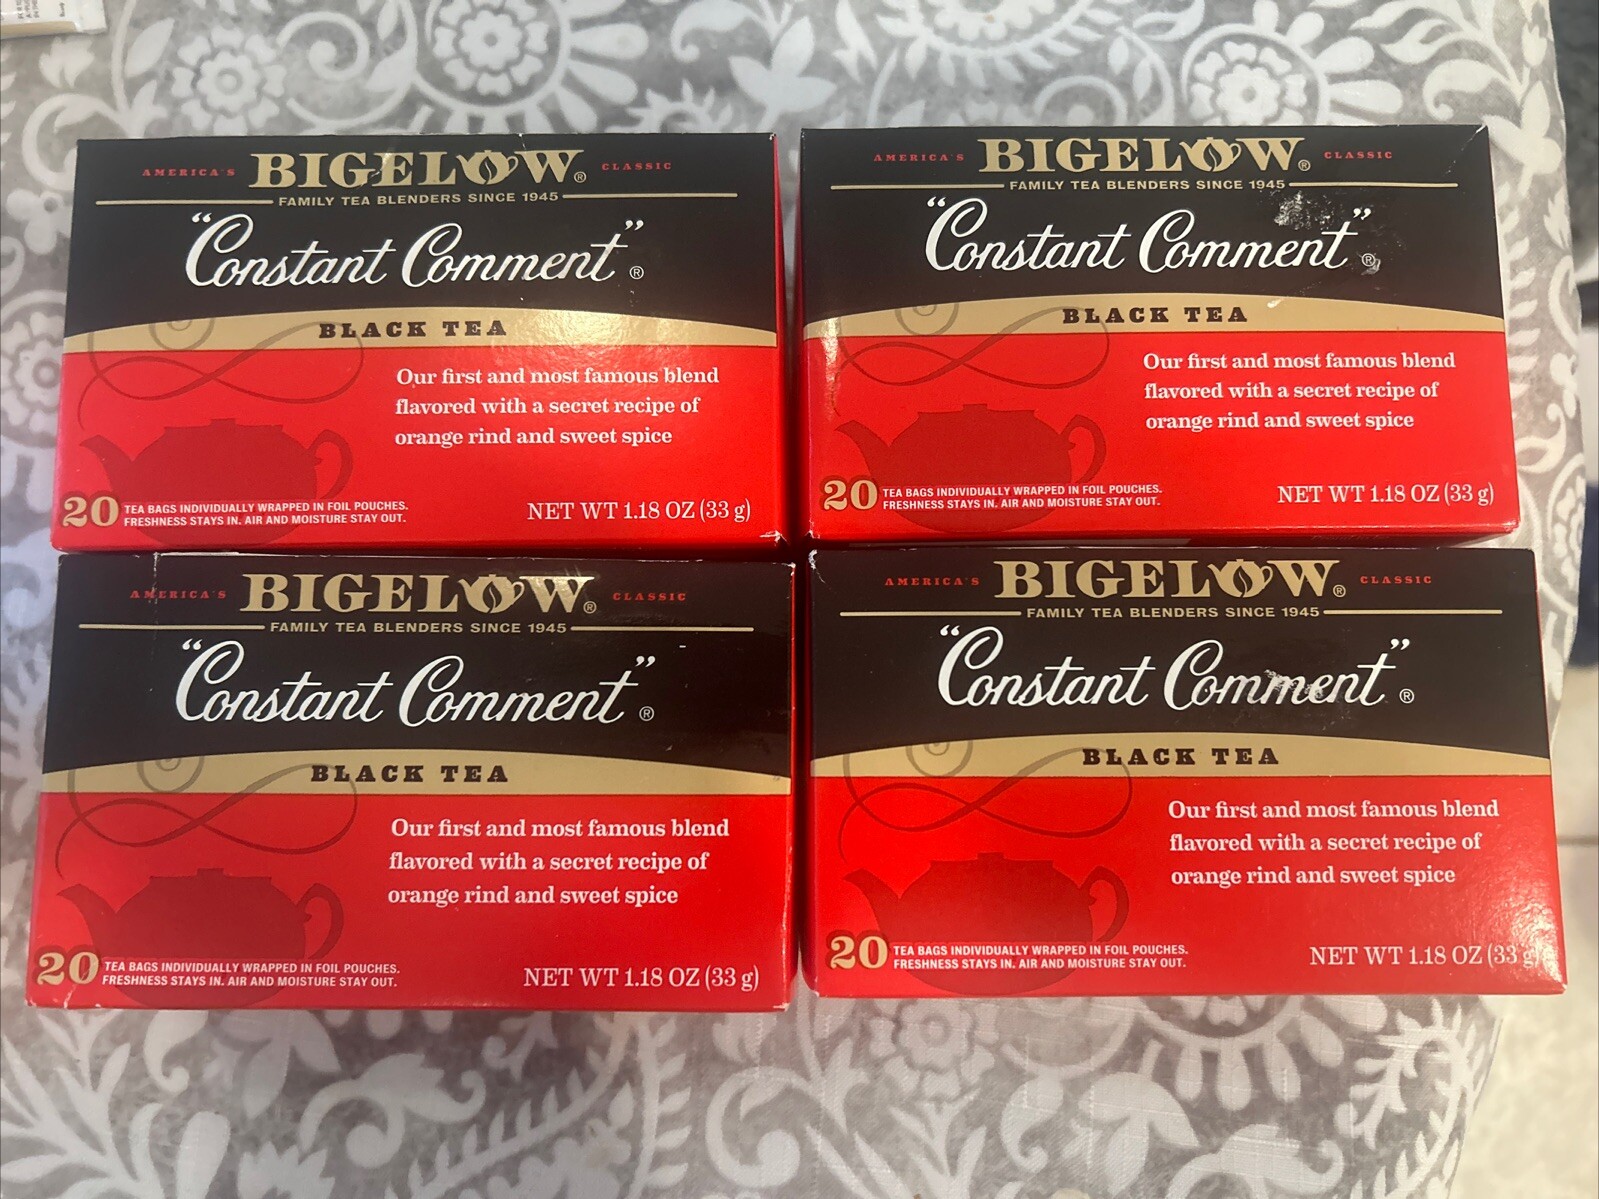 AMERICA'S BIGELOW® CLASSIC
FAMILY TEA BLENDERS SINCE 1945
“Constant Comment”®
BLACK TEA
Our first and most famous blend
flavored with a secret recipe of
orange rind and sweet spice
20 TEA BAGS INDIVIDUALLY WRAPPED IN FOIL POUCHES.
FRESHNESS STAYS IN. AIR AND MOISTURE STAY OUT.
NET WT 1.18 OZ (33 g)
AMERICA'S BIGELOW® CLASSIC
FAMILY TEA BLENDERS SINCE 1945
“Constant Comment”®
BLACK TEA
Our first and most famous blend
flavored with a secret recipe of
orange rind and sweet spice
20 TEA BAGS INDIVIDUALLY WRAPPED IN FOIL POUCHES.
FRESHNESS STAYS IN. AIR AND MOISTURE STAY OUT.
NET WT 1.18 OZ (33 g)
AMERICA'S BIGELOW® CLASSIC
FAMILY TEA BLENDERS SINCE 1945
“Constant Comment”®
BLACK TEA
Our first and most famous blend
flavored with a secret recipe of
orange rind and sweet spice
20 TEA BAGS INDIVIDUALLY WRAPPED IN FOIL POUCHES.
FRESHNESS STAYS IN. AIR AND MOISTURE STAY OUT.
NET WT 1.18 OZ (33 g)
AMERICA'S BIGELOW® CLASSIC
FAMILY TEA BLENDERS SINCE 1945
“Constant Comment”®
BLACK TEA
Our first and most famous blend
flavored with a secret recipe of
orange rind and sweet spice
20 TEA BAGS INDIVIDUALLY WRAPPED IN FOIL POUCHES.
FRESHNESS STAYS IN. AIR AND MOISTURE STAY OUT.
NET WT 1.18 OZ (33 g)